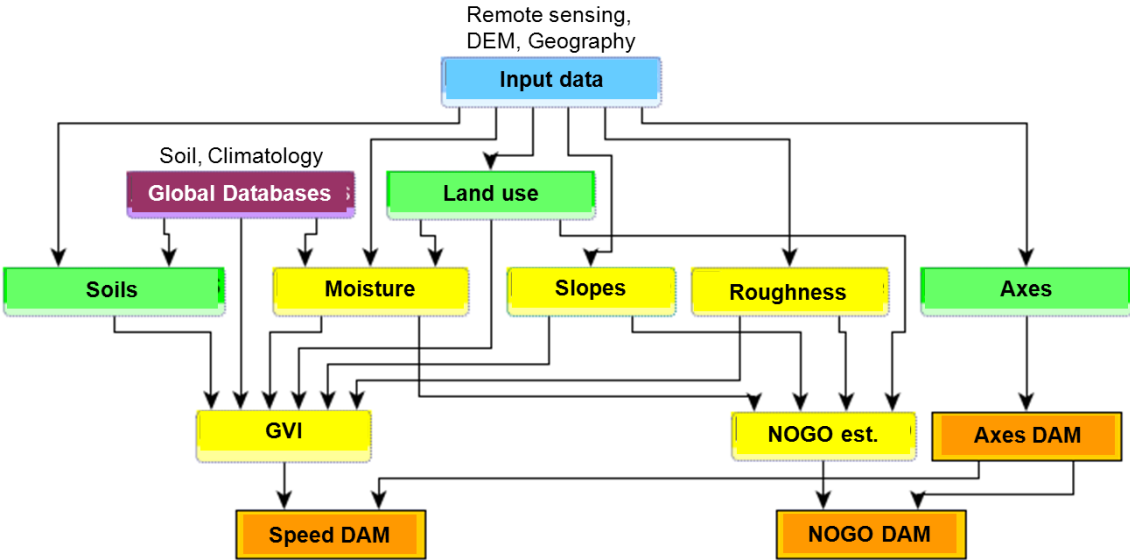 Remote sensing,
DEM, Geography
Input data
Soil, Climatology
Global Databases
Land use
Soils
Moisture
Slopes
Roughness
Axes
GVI
NOGO est.
Axes DAM
Speed DAM
NOGO DAM